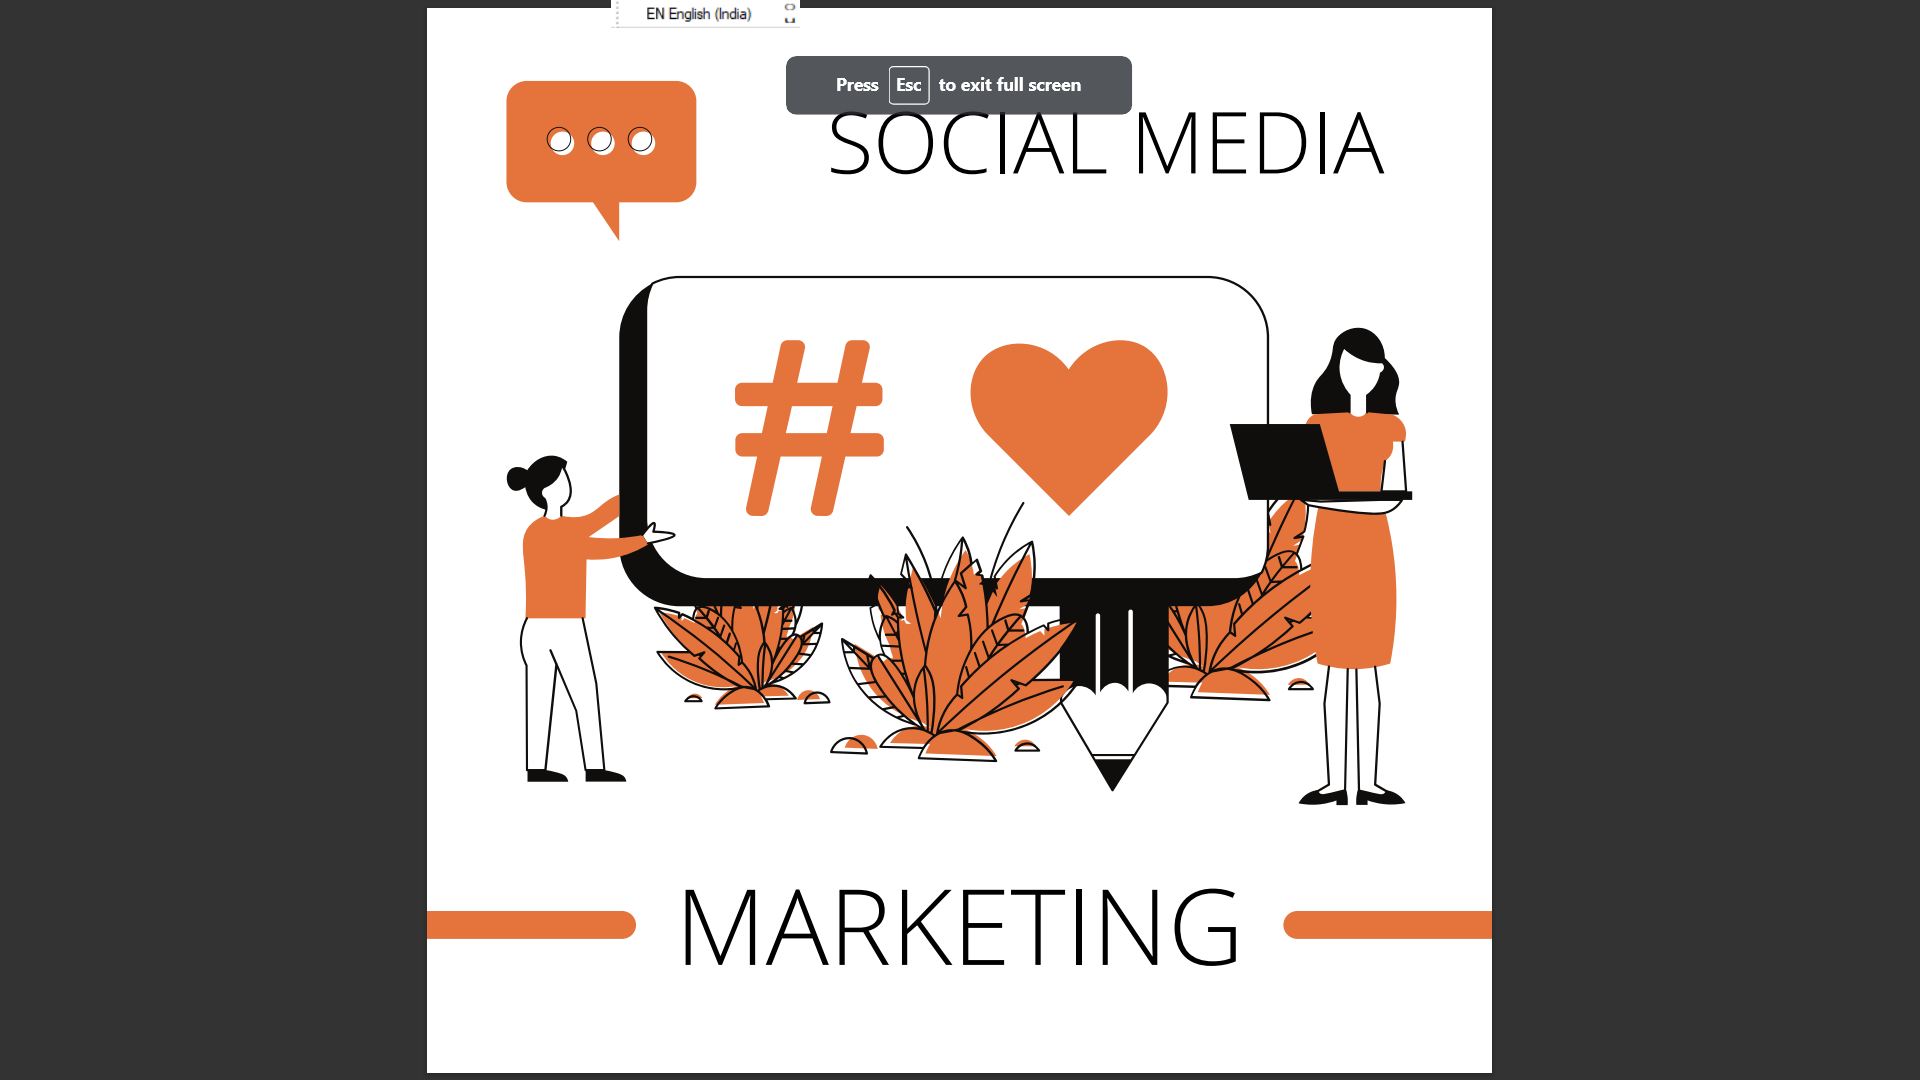 EN English (India)
Press Esc to exit full screen
SOCIAL MEDIA
#
MARKETING